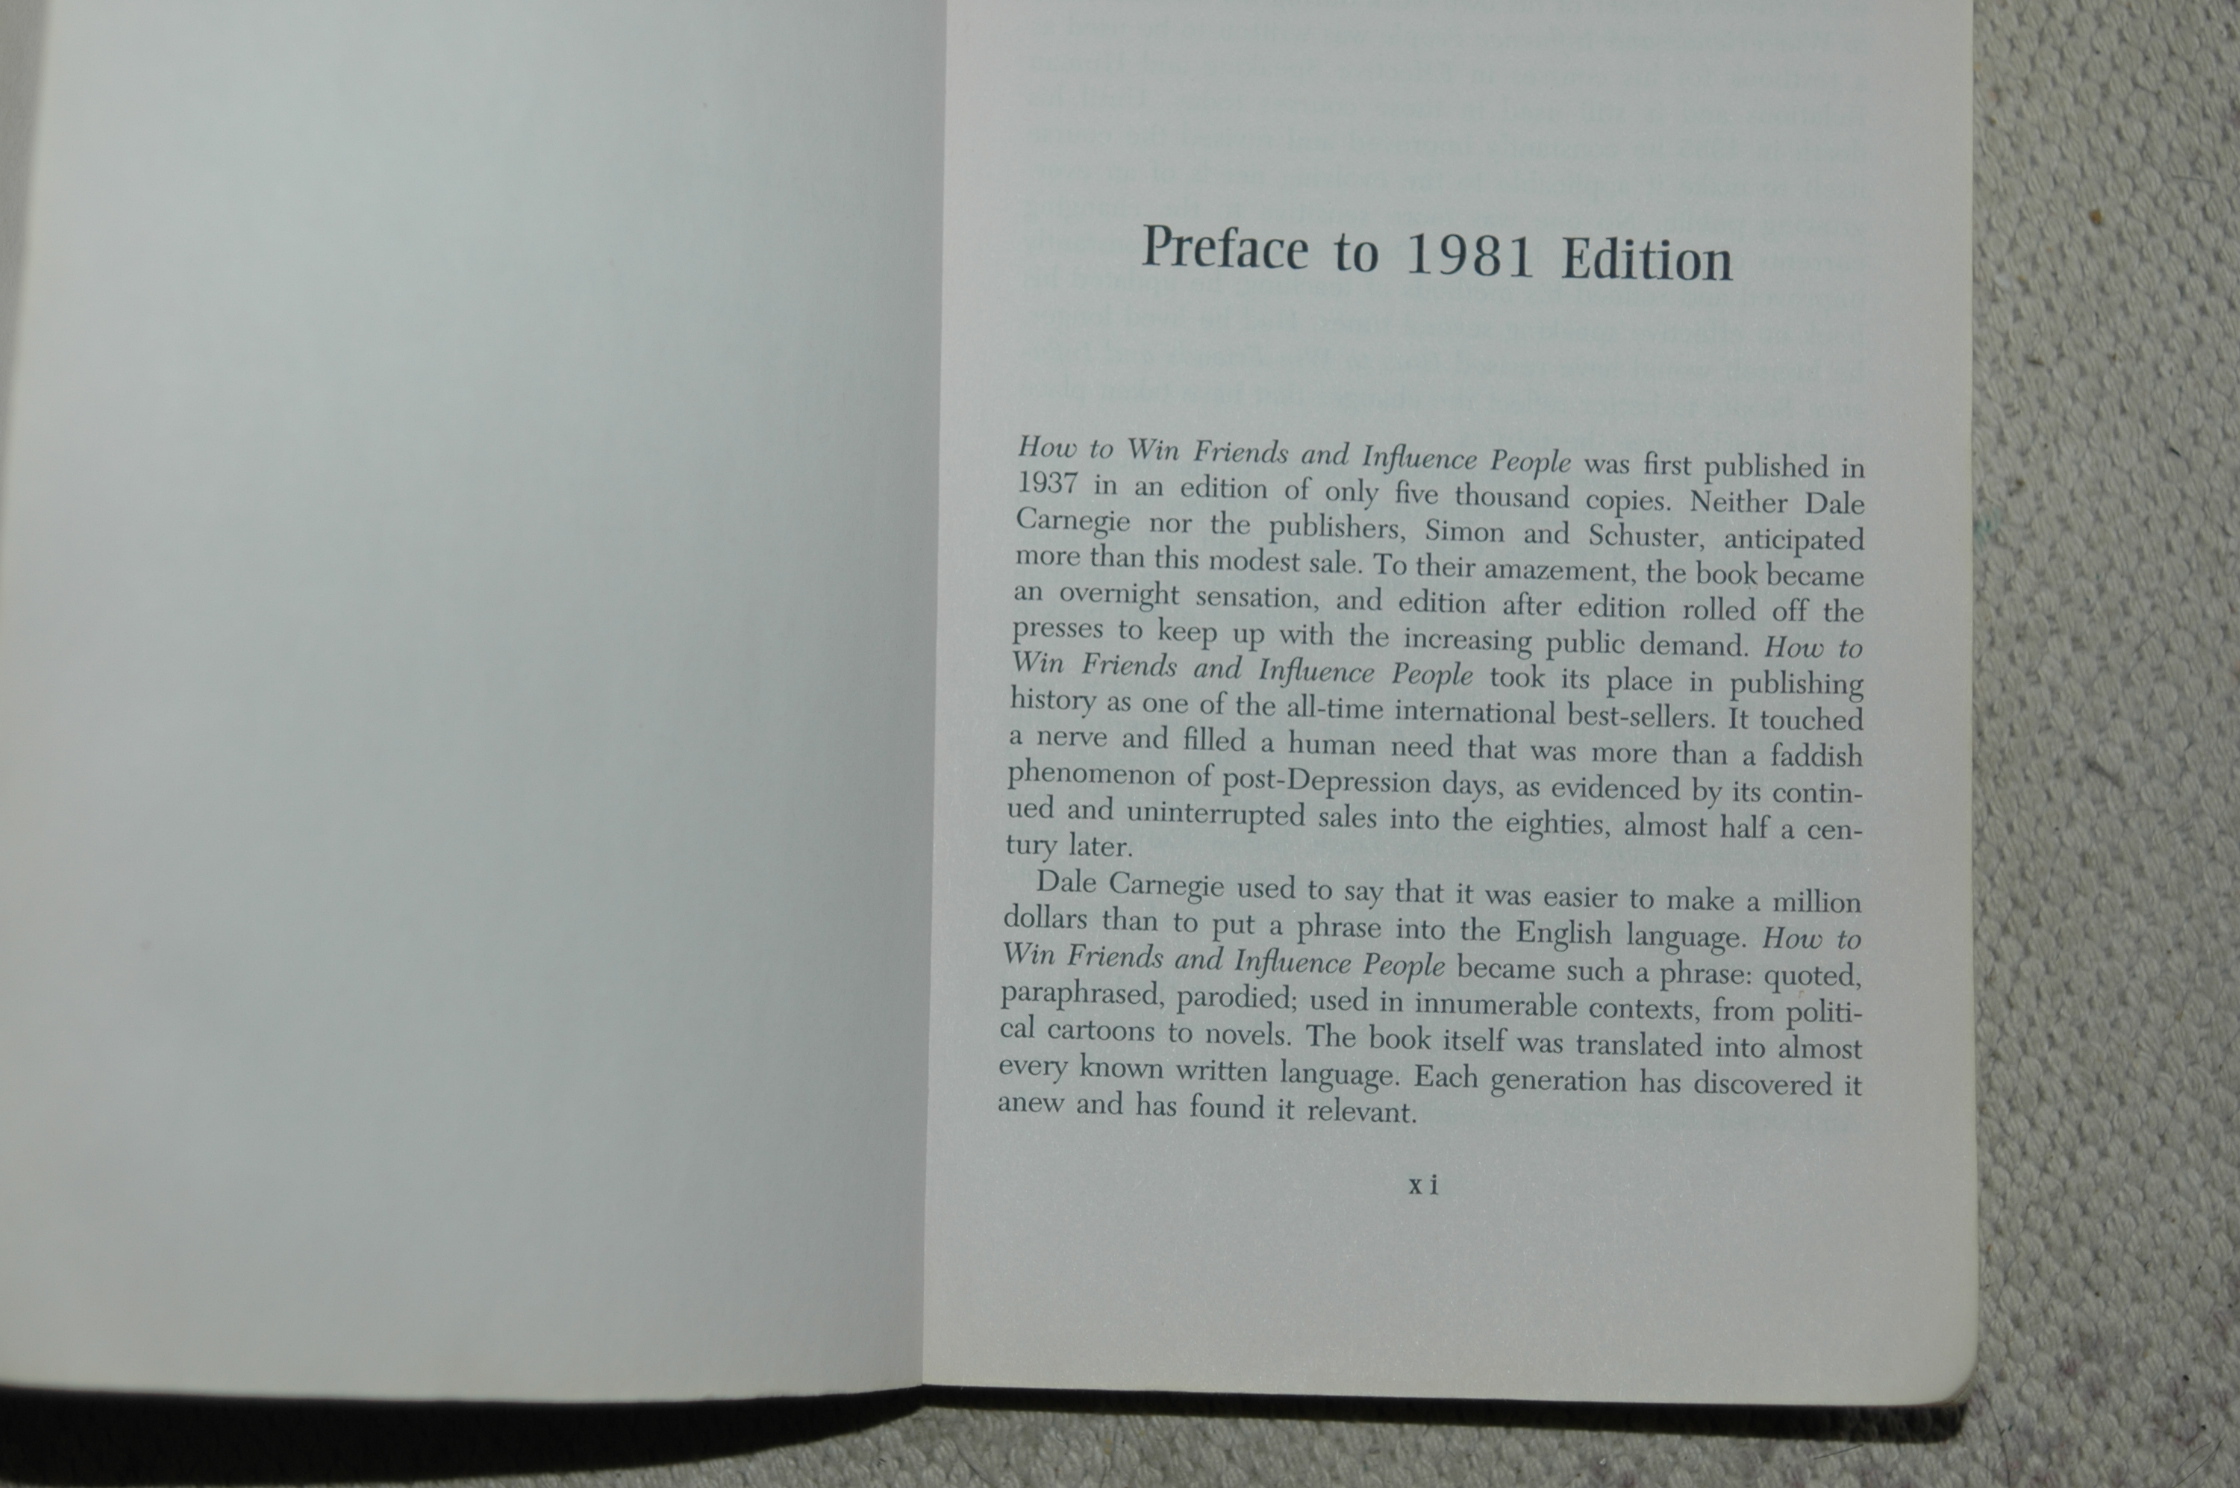 Preface to 1981 Edition
How to Win Friends and Influence People was first published in
1937 in an edition of only five thousand copies. Neither Dale
Carnegie nor the publishers, Simon and Schuster, anticipated
more than this modest sale. To their amazement, the book became
an overnight sensation, and edition after edition rolled off the
presses to keep up with the increasing public demand. How to
Win Friends and Influence People took its place in publishing
history as one of the all-time international best-sellers. It touched
a nerve and filled a human need that was more than a faddish
phenomenon of post-Depression days, as evidenced by its contin-
ued and uninterrupted sales into the eighties, almost half a cen-
tury later.
Dale Carnegie used to say that it was easier to make a million
dollars than to put a phrase into the English language. How to
Win Friends and Influence People became such a phrase: quoted,
paraphrased, parodied; used in innumerable contexts, from politi-
cal cartoons to novels. The book itself was translated into almost
every known written language. Each generation has discovered it
anew and has found it relevant.
xi